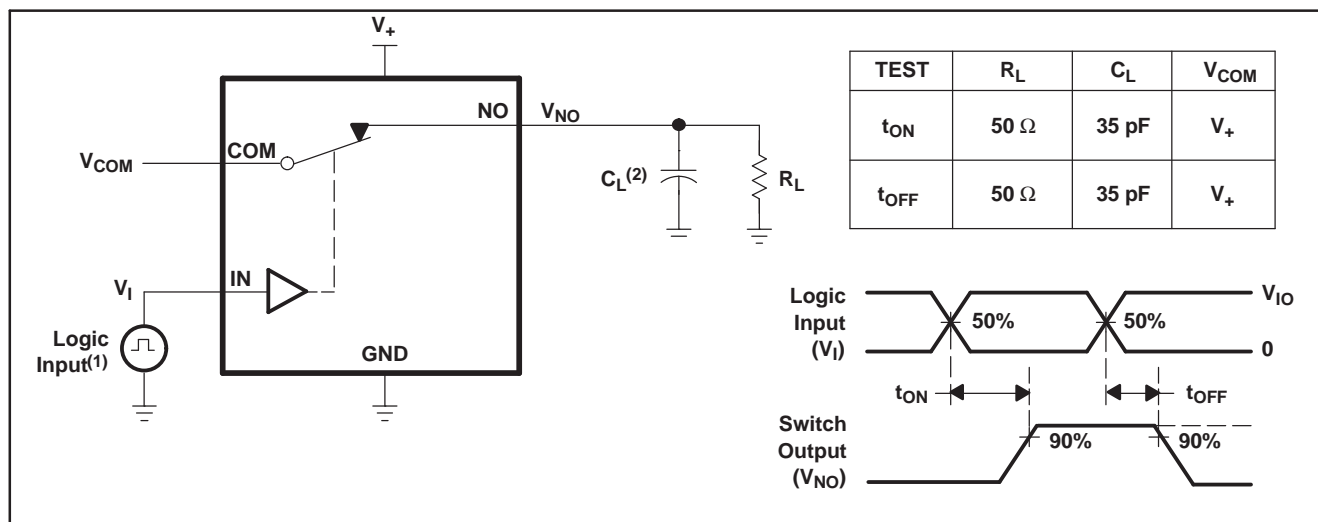 V+
NO
VNO
COM
VCOM
CL(2)
RL
IN
VI
Logic
Input(1)
GND
TEST RL CL VCOM
tON 50 Ω 35 pF V+
tOFF 50 Ω 35 pF V+
Logic
Input
(VI)
50%
50%
VIO
0
tON
tOFF
Switch
Output
(VNO)
90%
90%